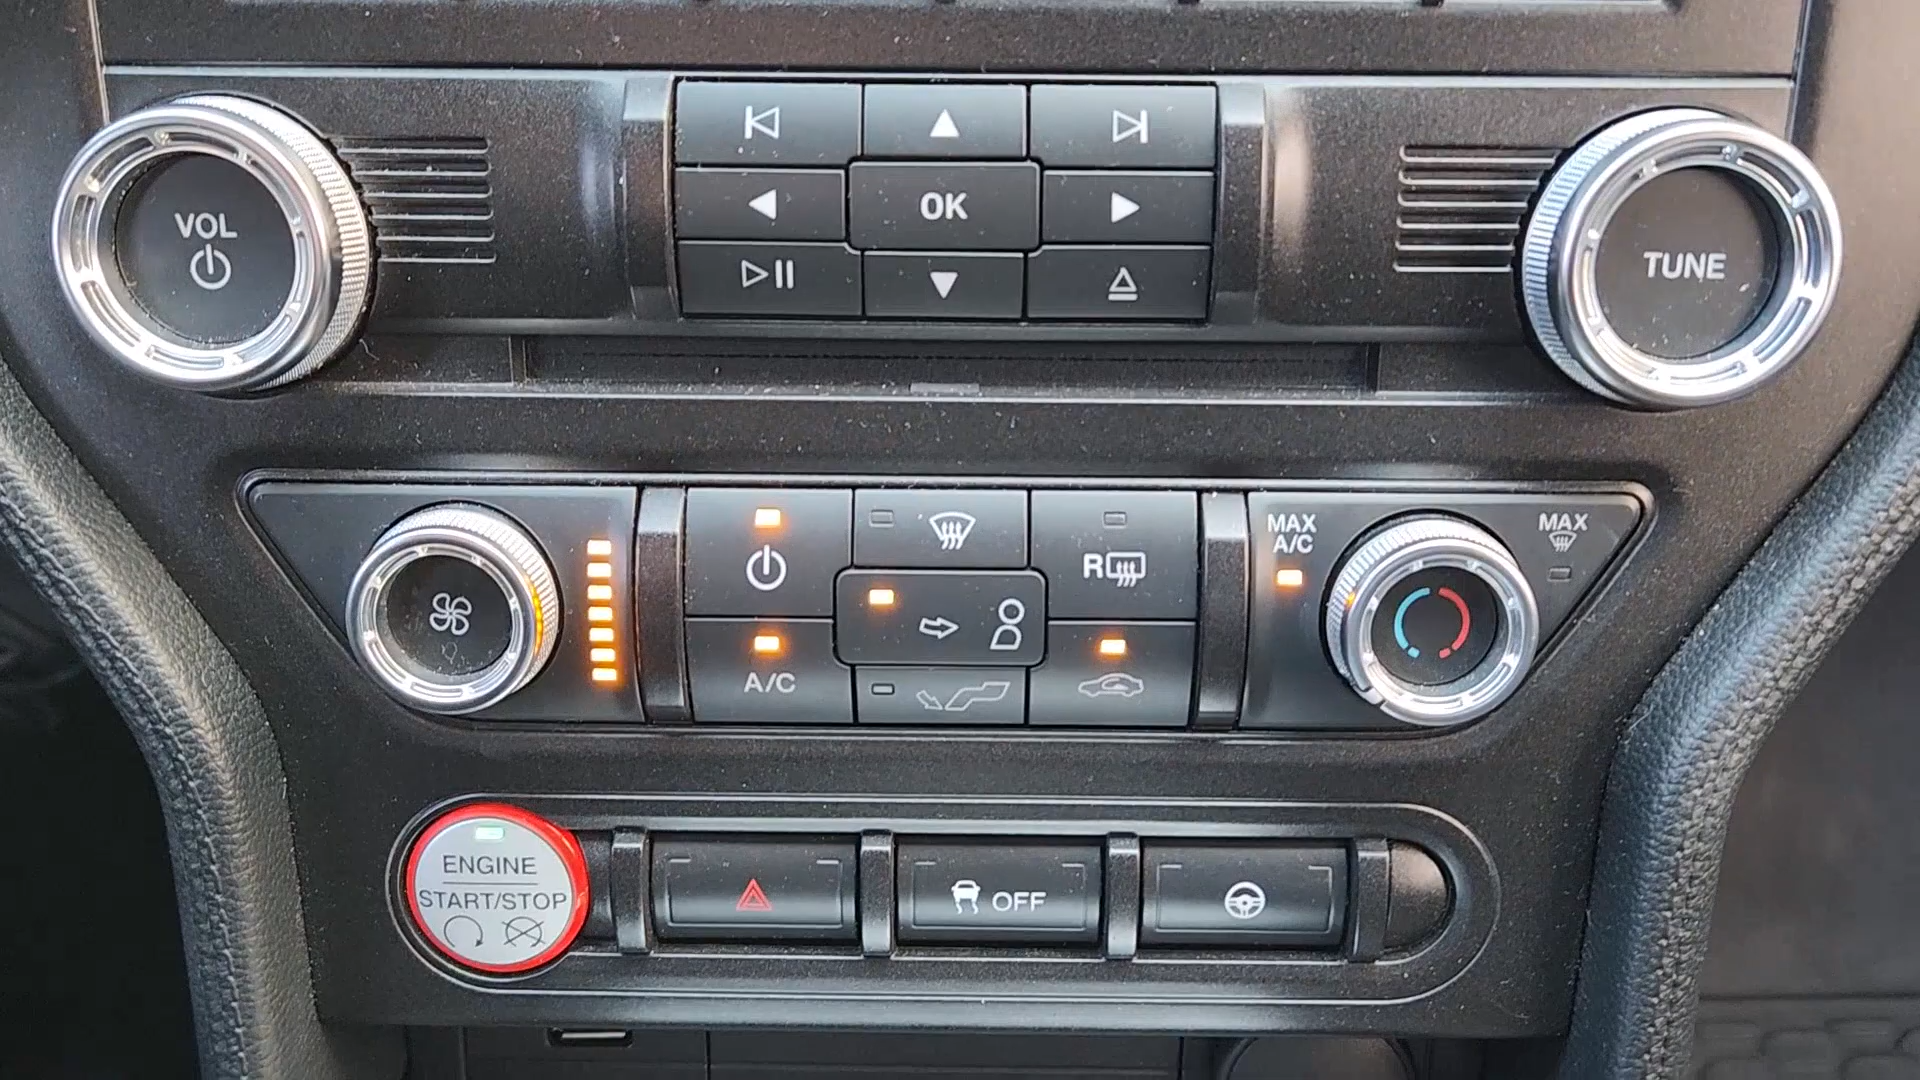 VOL
OK
TUNE
R
A/C
MAX
A/C
MAX
ENGINE
START/STOP
OFF